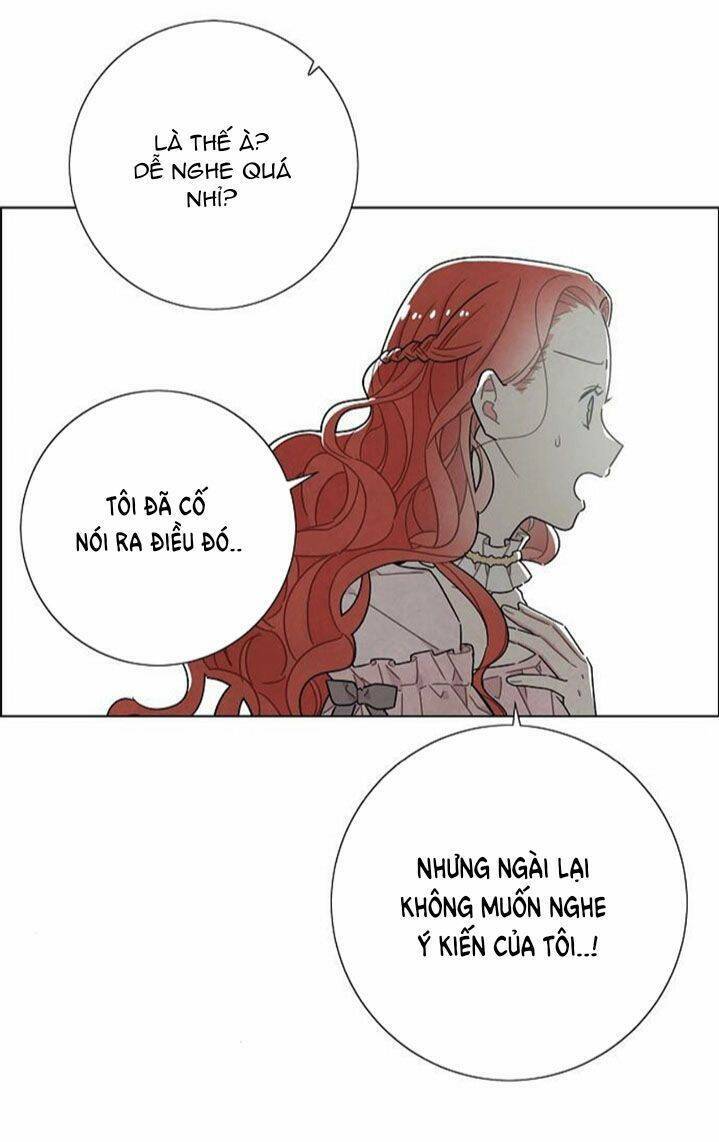 LÀ THẾ À?
DỄ NGHE QUÁ
NHỈ?
TÔI ĐÃ CỐ
NÓI RA ĐIỀU ĐÓ..
NHƯNG NGÀI LẠI
KHÔNG MUỐN NGHE
Ý KIẾN CỦA TÔI..!